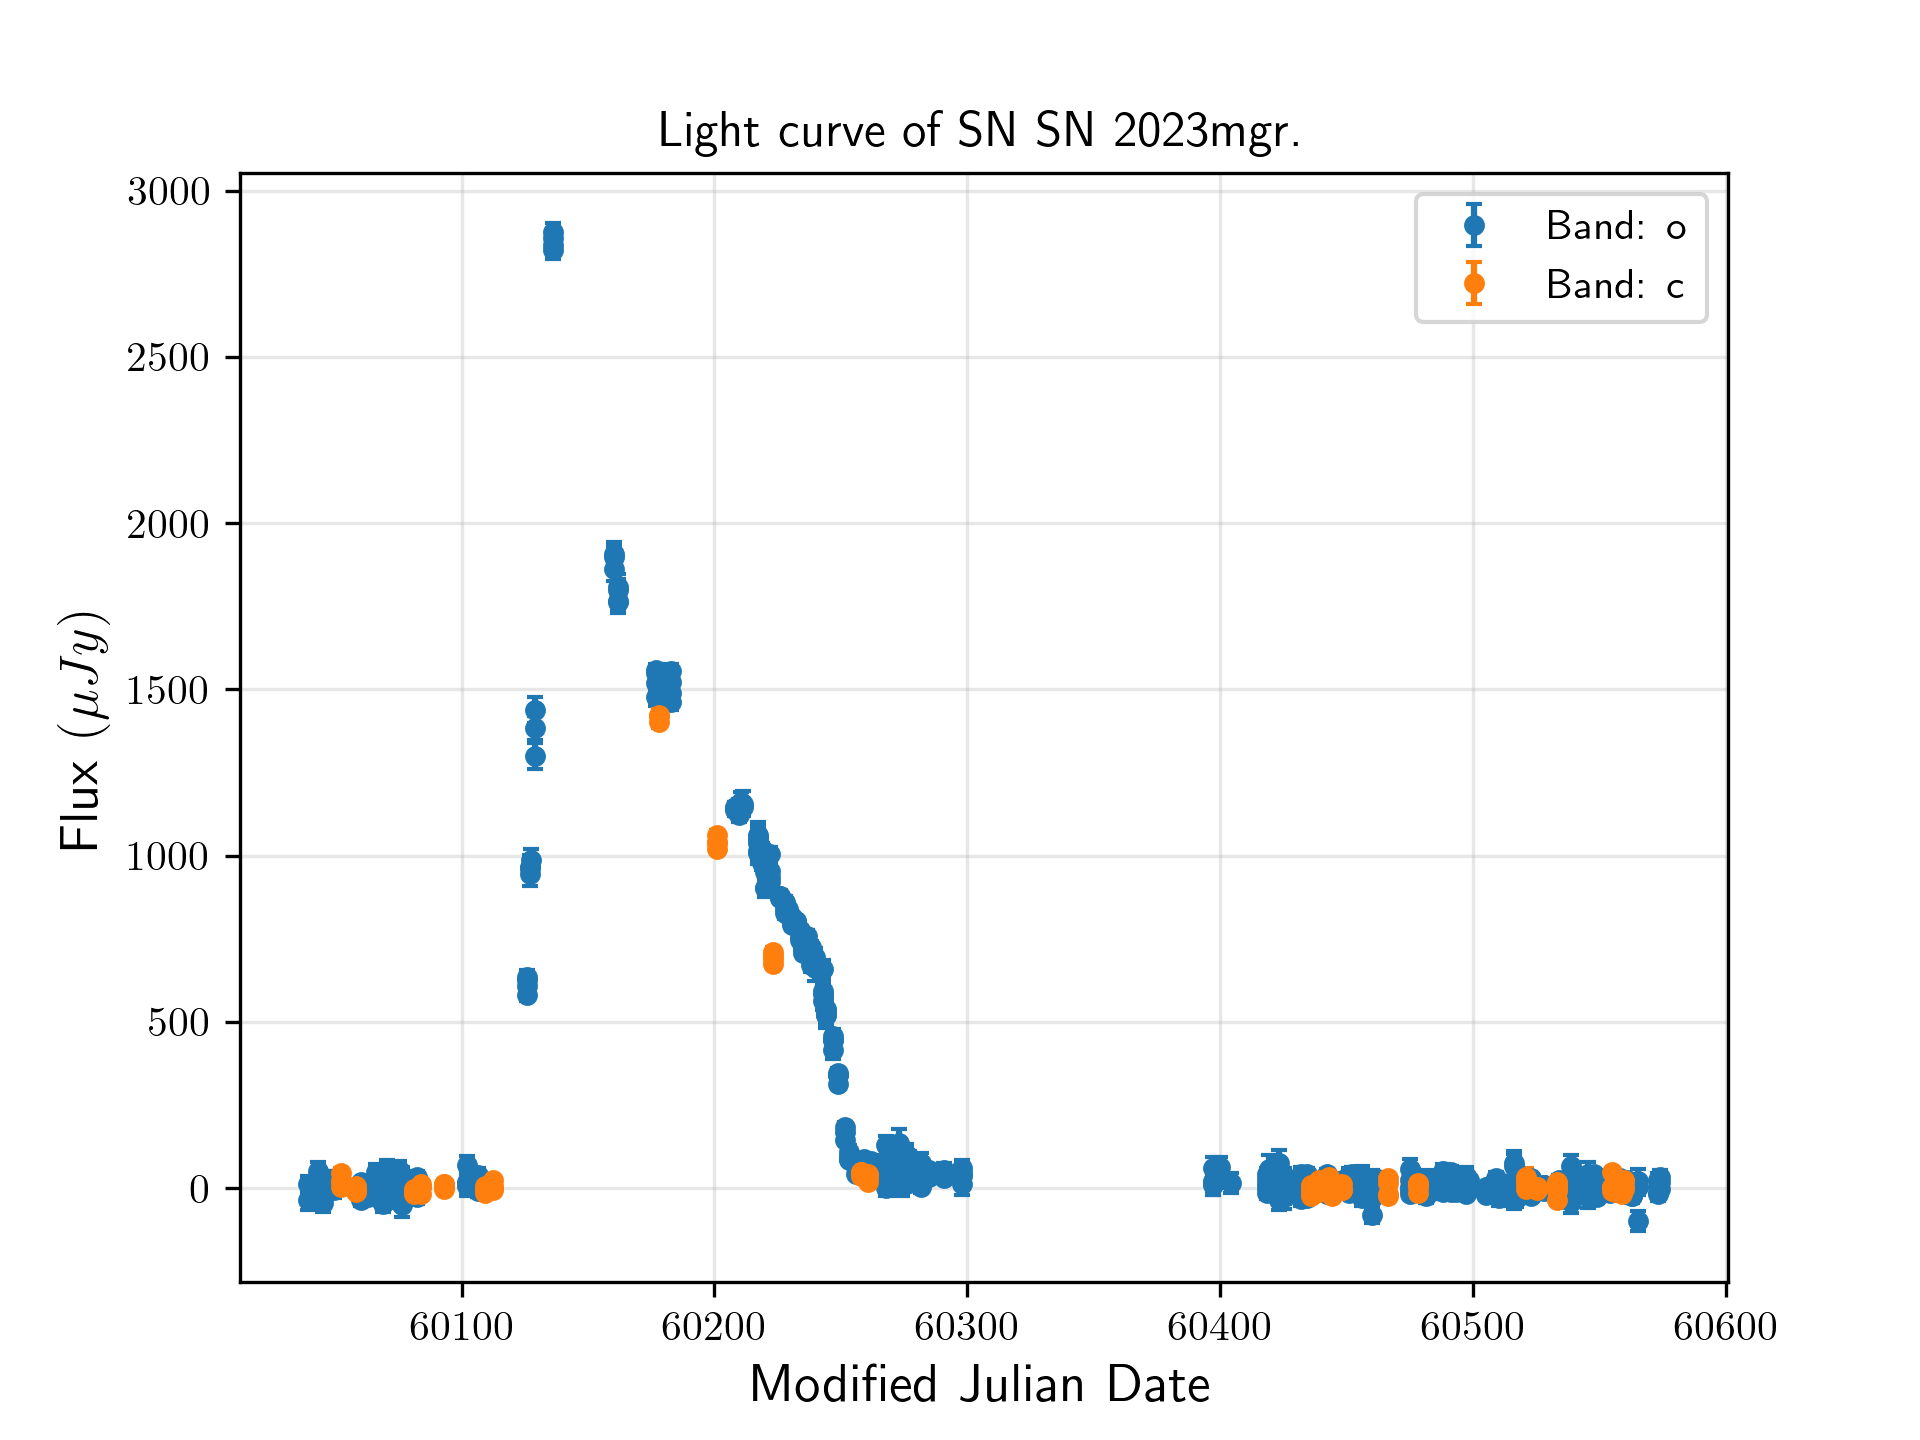 Light curve of SN SN 2023mgr.
3000
2500
2000
1500
1000
500
0
Flux (μJy)
Band: o
Band: c
60100 60200 60300 60400 60500 60600
Modified Julian Date